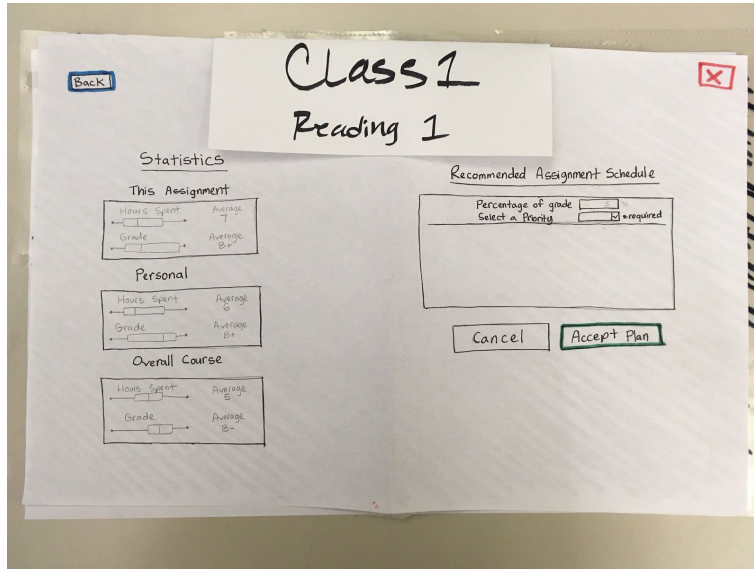 Class 1
Reading 1
Back
X
Statistics
This Assignment
Hours Spent Average
7
Grade Average
B+
Personal
Hours Spent Average
6
Grade Average
B+
Overall Course
Hours Spent Average
5
Grade Average
B-
Recommended Assignment Schedule
Percentage of grade 5 %
Select a Priority *required
Cancel Accept Plan